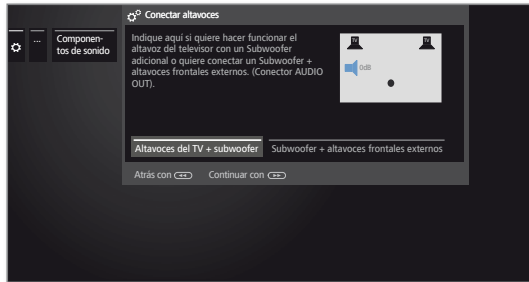 Conectar altavoces
...
Componen-
tos de sonido
Indique aquí si quiere hacer funcionar el
altavoz del televisor con un Subwoofer
adicional o quiere conectar un Subwoofer +
altavoces frontales externos. (Conector AUDIO
OUT).
TV TV
0dB
Altavoces del TV + subwoofer Subwoofer + altavoces frontales externos
Atrás con Continuar con